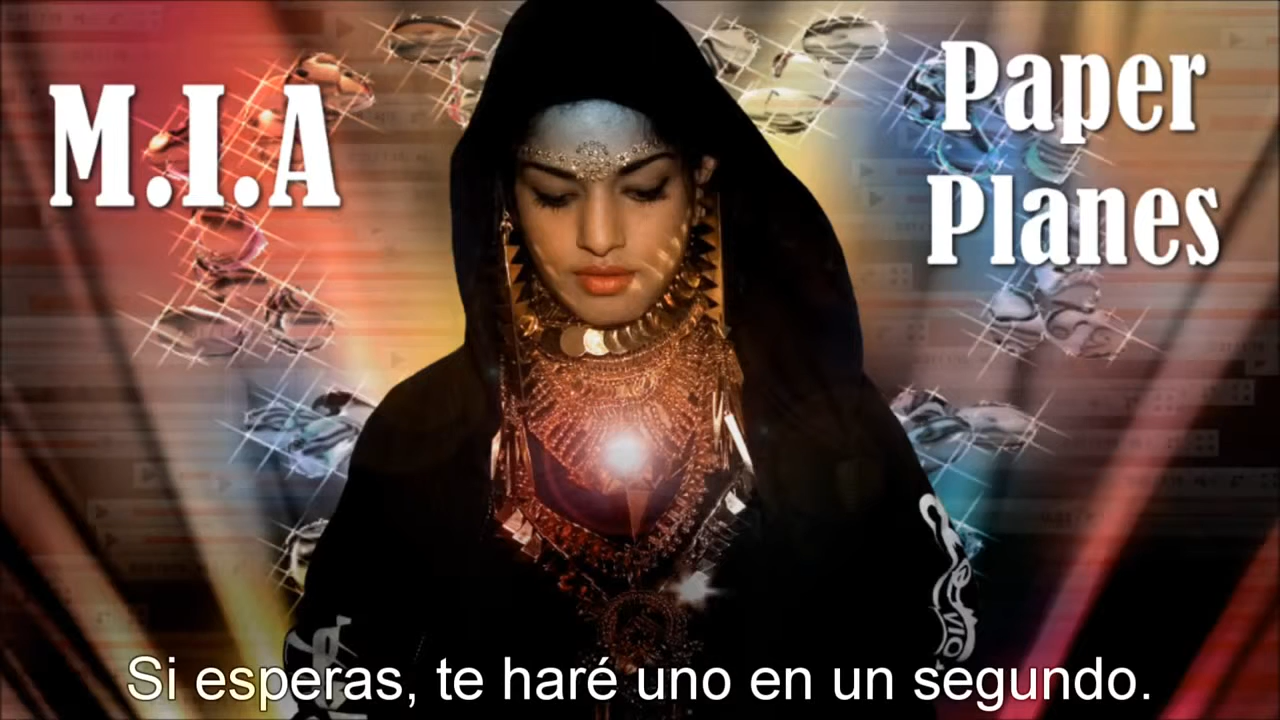 M.I.A
Paper
Planes
Si esperas, te haré uno en un segundo.